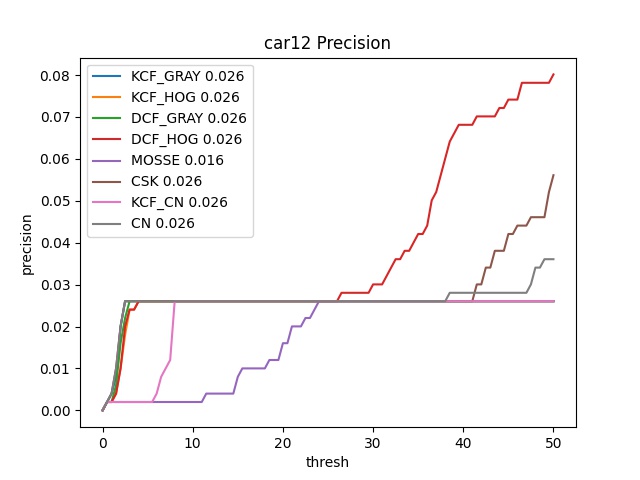 car12 Precision
KCF_GRAY 0.026
KCF_HOG 0.026
DCF_GRAY 0.026
DCF_HOG 0.026
MOSSE 0.016
CSK 0.026
KCF_CN 0.026
CN 0.026
precision
0.08
0.07
0.06
0.05
0.04
0.03
0.02
0.01
0.00
0 10 20 30 40 50
thresh